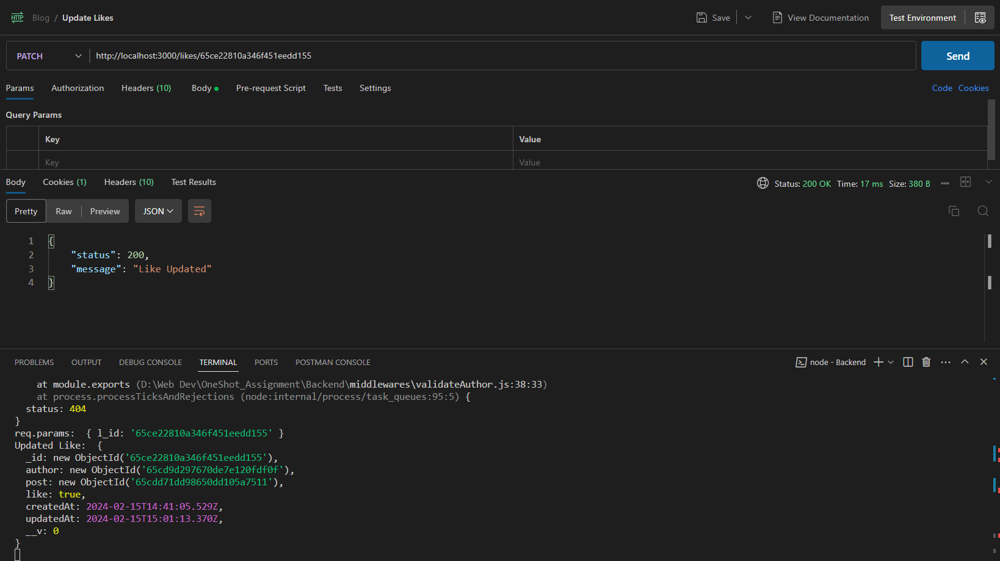 HTTP Blog / Update Likes Save View Documentation Test Environment
PATCH http://localhost:3000/likes/65ce22810a346f451eedd155 Send
Params Authorization Headers (10) Body Pre-request Script Tests Settings Code Cookies
Query Params
Key Value
Key Value
Body Cookies (1) Headers (10) Test Results Status: 200 OK Time: 17 ms Size: 380 B
Pretty Raw Preview JSON
1 {
2 "status": 200,
3 "message": "Like Updated"
4 }
PROBLEMS OUTPUT DEBUG CONSOLE TERMINAL PORTS POSTMAN CONSOLE node - Backend
at module.exports (D:\Web Dev\OneShot_Assignment\Backend\middlewares\validateAuthor.js:38:33)
at process.processTicksAndRejections (node:internal/process/task_queues:95:5) {
status: 404
}
req.params:  { l_id: '65ce22810a346f451eedd155' }
Updated Like:  {
_id: new ObjectId('65ce22810a346f451eedd155'),
author: new ObjectId('65cd9d297670de7e120fdf0f'),
post: new ObjectId('65cdd71dd98650dd105a7511'),
like: true,
createdAt: 2024-02-15T14:41:05.529Z,
updatedAt: 2024-02-15T15:01:13.370Z,
__v: 0
}